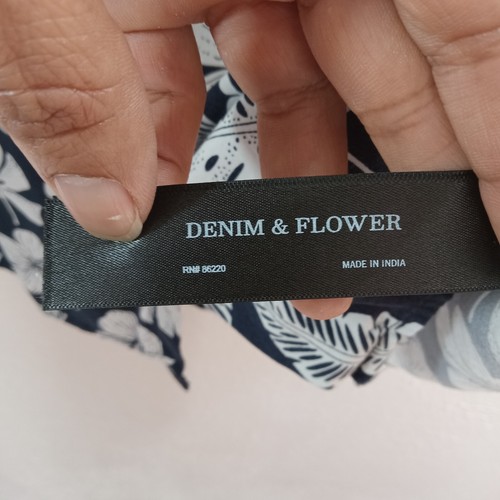 DENIM & FLOWER
RN# 86220 MADE IN INDIA